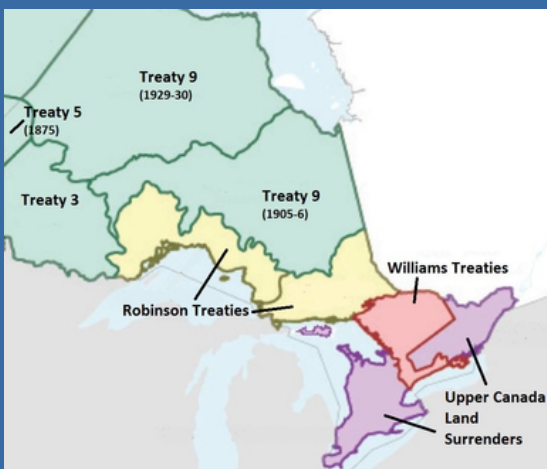 Treaty 9
(1929-30)
Treaty 5
(1875)
Treaty 3
Treaty 9
(1905-6)
Williams Treaties
Robinson Treaties
Upper Canada
Land
Surrenders